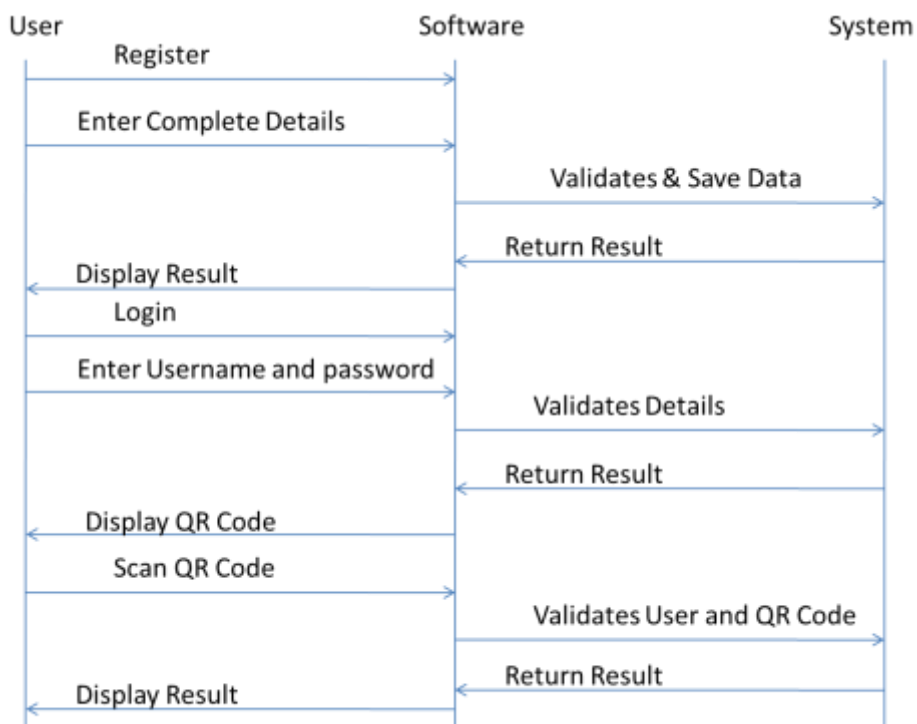 User
Software
System
Register
Enter Complete Details
Validates & Save Data
Return Result
Display Result
Login
Enter Username and password
Validates Details
Return Result
Display QR Code
Scan QR Code
Validates User and QR Code
Return Result
Display Result